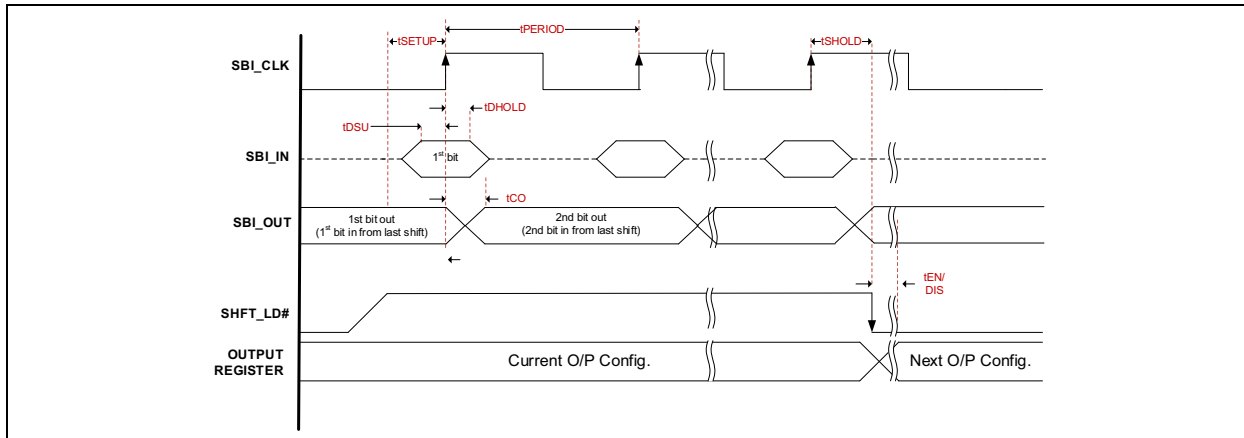 tSETUP
tPERIOD
tSHOLD
SBI_CLK
tDHOLD
tDSU
SBI_IN
1st bit
tCO
SBI_OUT
1st bit out
(1st bit in from last shift)
2nd bit out
(2nd bit in from last shift)
tEN/
DIS
SHFT_LD#
OUTPUT
REGISTER
Current O/P Config.
Next O/P Config.